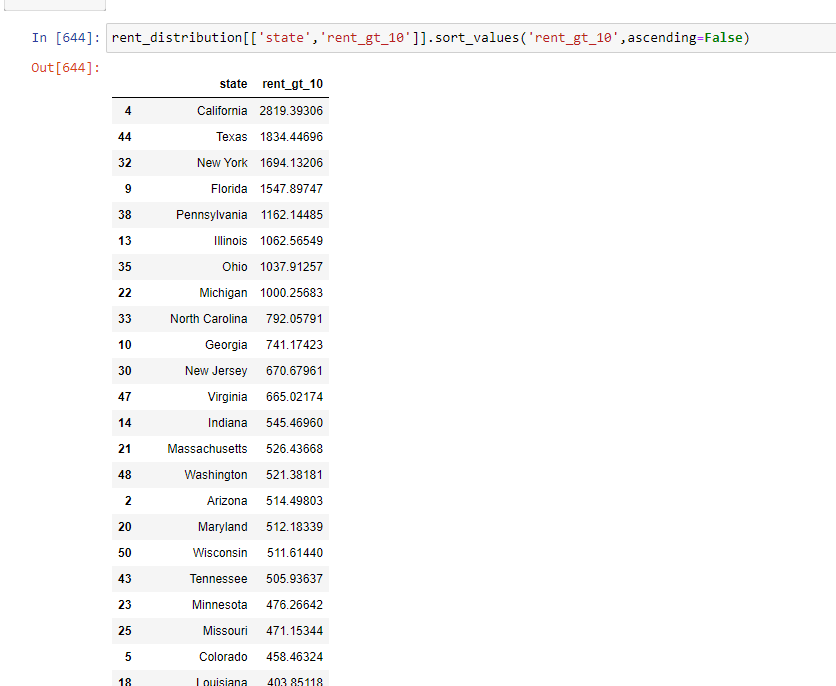 In [644]: rent_distribution[['state','rent_gt_10']].sort_values('rent_gt_10',ascending=False)
Out[644]:
state rent_gt_10
4 California 2819.39306
44 Texas 1834.44696
32 New York 1694.13206
9 Florida 1547.89747
38 Pennsylvania 1162.14485
13 Illinois 1062.56549
35 Ohio 1037.91257
22 Michigan 1000.25683
33 North Carolina 792.05791
10 Georgia 741.17423
30 New Jersey 670.67961
47 Virginia 665.02174
14 Indiana 545.46960
21 Massachusetts 526.43668
48 Washington 521.38181
2 Arizona 514.49803
20 Maryland 512.18339
50 Wisconsin 511.61440
43 Tennessee 505.93637
23 Minnesota 476.26642
25 Missouri 471.15344
5 Colorado 458.46324
18 Louisiana 403.85118